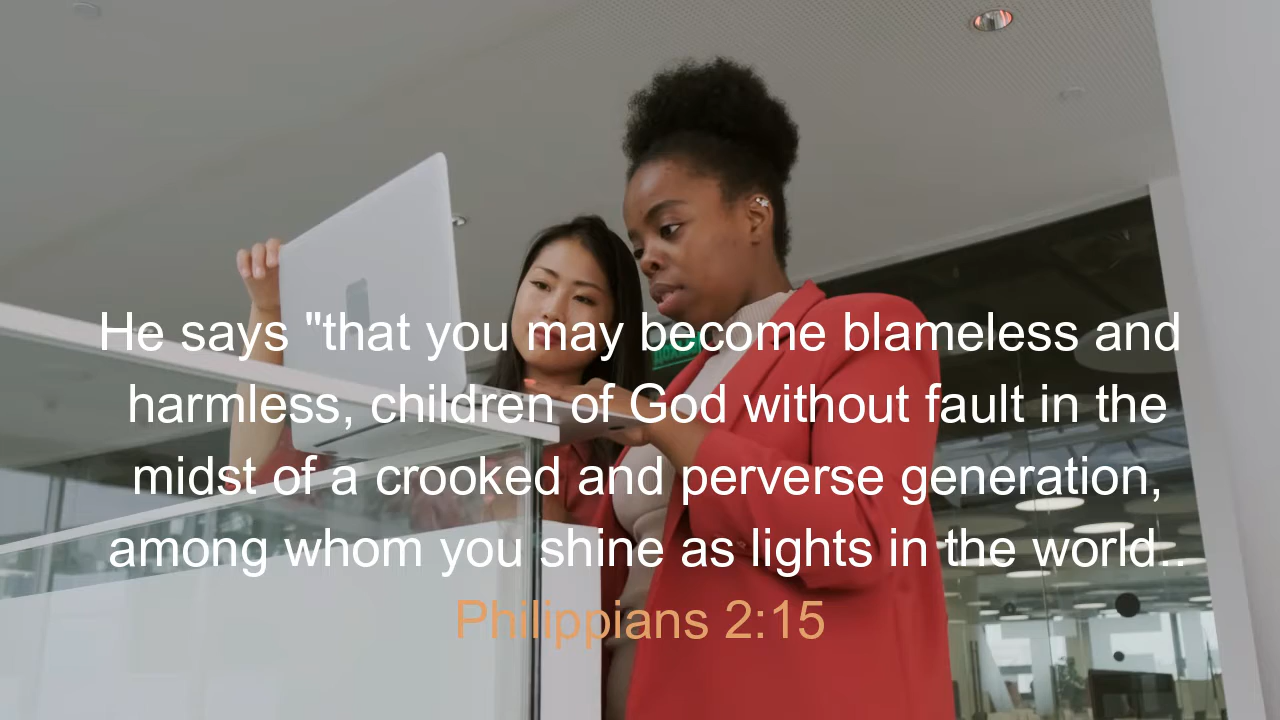 He says "that you may become blameless and
harmless, children of God without fault in the
midst of a crooked and perverse generation,
among whom you shine as lights in the world..
Philippians 2:15